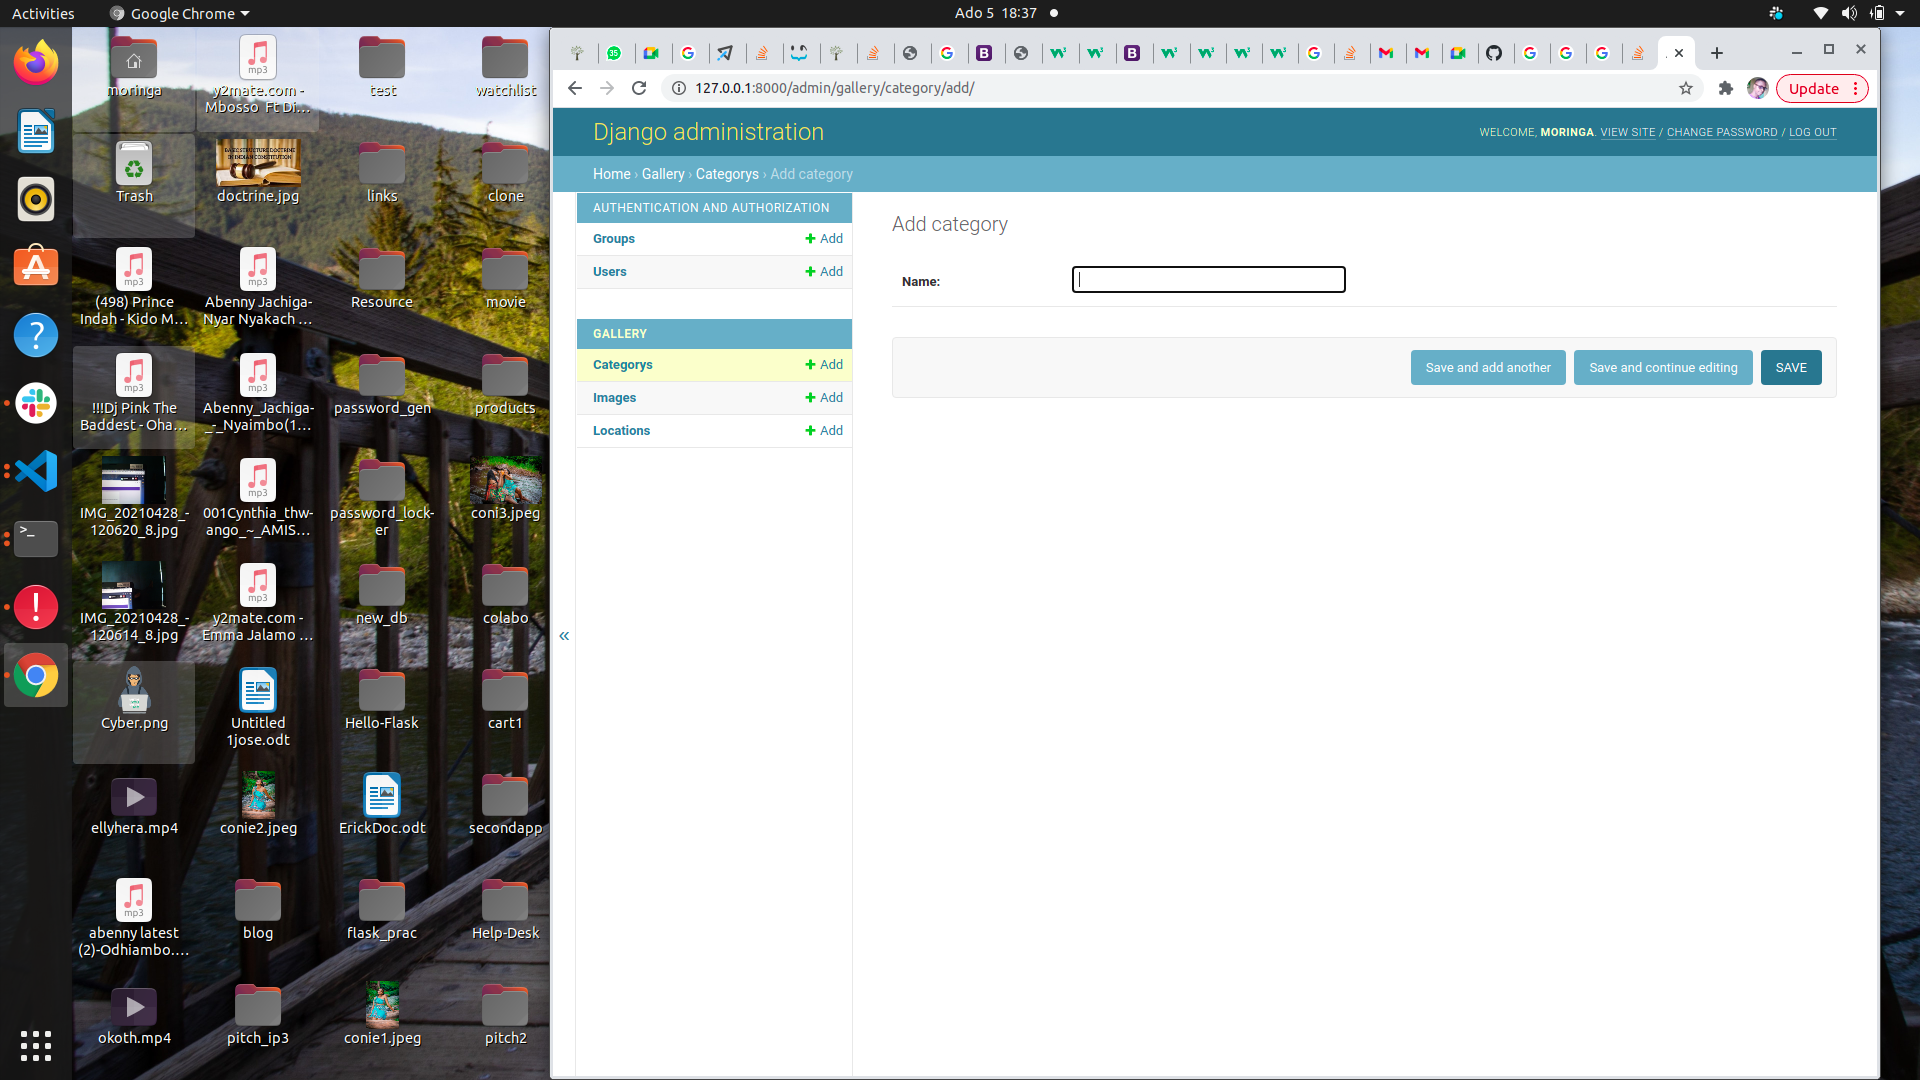 Activities
Google Chrome
Ado 5 18:37
moringa
y2mate.com -
Mbosso Ft Di...
test
watchlist
Trash
doctrine.jpg
links
clone
(498) Prince
Indah - Kido M...
Abenny Jachiga-
Nyar Nyakach ...
Resource
movie
!!!Dj Pink The
Baddest - Oha...
Abenny_Jachiga-
_-_Nyaimbo(1...
password_gen
products
IMG_20210428_-
120620_8.jpg
001Cynthia_thw-
ango_~_AMIS...
password_lock-
er
coni3.jpeg
IMG_20210428_-
120614_8.jpg
y2mate.com -
Emma Jalamo ...
new_db
colabo
Cyber.png
Untitled
1jose.odt
Hello-Flask
cart1
ellyhera.mp4
conie2.jpeg
ErickDoc.odt
secondapp
abenny latest
(2)-Odhiambo....
blog
flask_prac
Help-Desk
okoth.mp4
pitch_ip3
conie1.jpeg
pitch2
127.0.0.1:8000/admin/gallery/category/add/
Update
Django administration
WELCOME, MORINGA. VIEW SITE / CHANGE PASSWORD / LOG OUT
Home › Gallery › Categorys › Add category
AUTHENTICATION AND AUTHORIZATION
Groups
Add
Users
Add
GALLERY
Categorys
Add
Images
Add
Locations
Add
«
Add category
Name:
Save and add another
Save and continue editing
SAVE